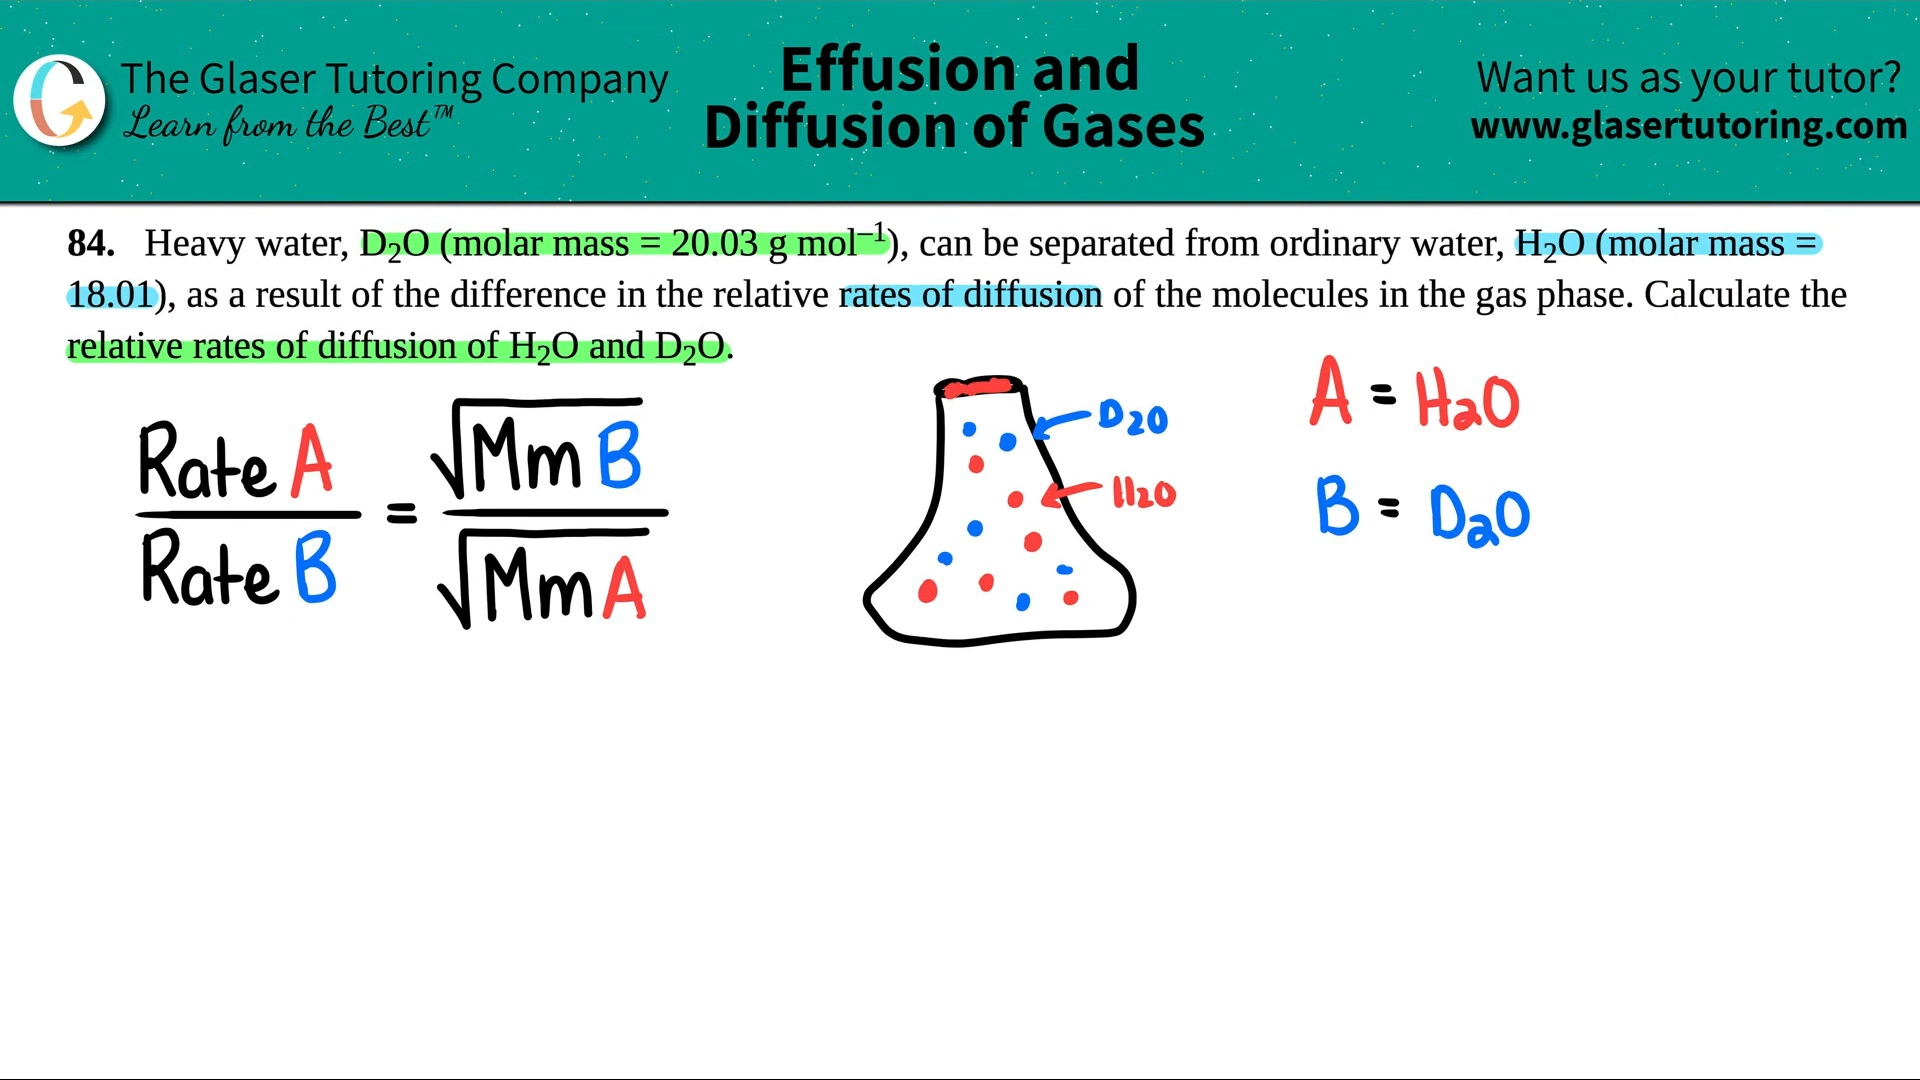 The Glaser Tutoring Company
Learn from the Best™
Effusion and
Diffusion of Gases
Want us as your tutor?
www.glasertutoring.com
84. Heavy water, D₂O (molar mass = 20.03 g mol⁻¹), can be separated from ordinary water, H₂O (molar mass =
18.01), as a result of the difference in the relative rates of diffusion of the molecules in the gas phase. Calculate the
relative rates of diffusion of H₂O and D₂O.
Rate A
Rate B
=
√Mm B
√Mm A
D₂O
H₂O
A = H₂O
B = D₂O